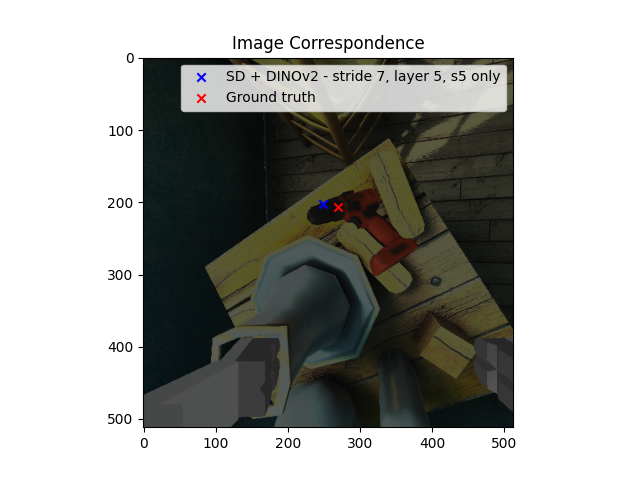 Image Correspondence
SD + DINOv2 - stride 7, layer 5, s5 only
Ground truth
0
100
200
300
400
500
0 100 200 300 400 500